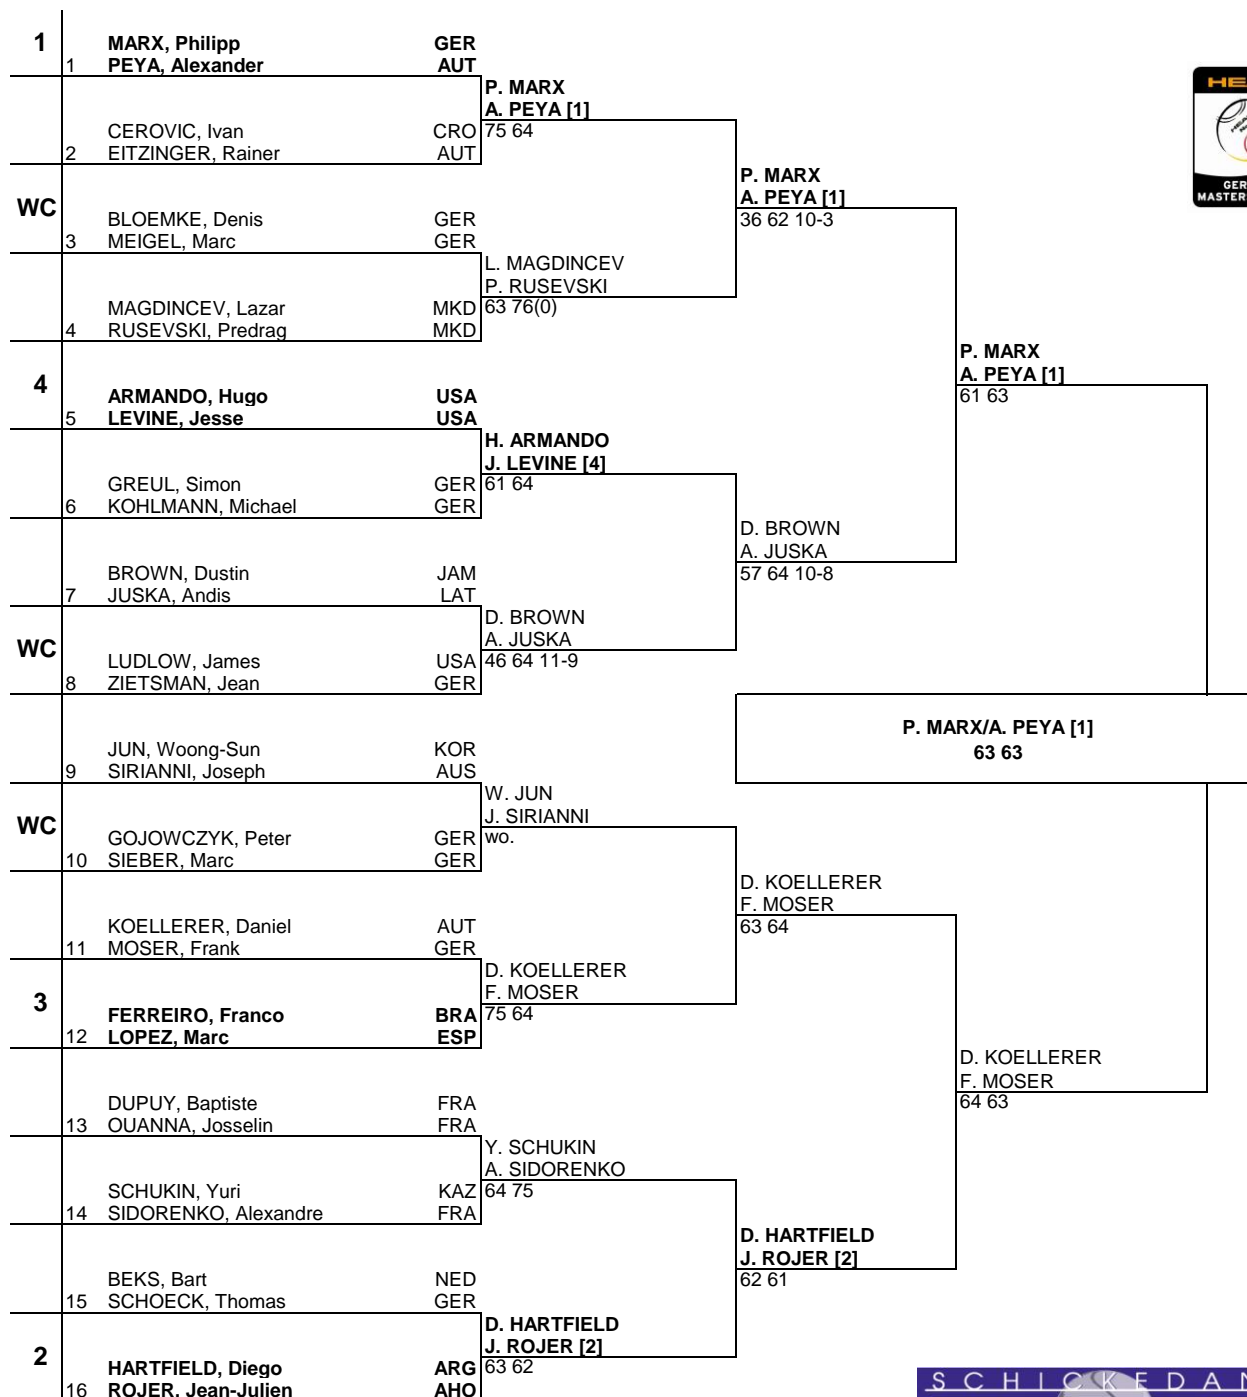 1
MARX, Philipp GER
1 PEYA, Alexander AUT
P. MARX
A. PEYA [1]
75 64
CEROVIC, Ivan CRO
2 EITZINGER, Rainer AUT
P. MARX
A. PEYA [1]
36 62 10-3
WC
BLOEMKE, Denis GER
3 MEIGEL, Marc GER
L. MAGDINCEV
P. RUSEVSKI
63 76(0)
MAGDINCEV, Lazar MKD
4 RUSEVSKI, Predrag MKD
P. MARX
A. PEYA [1]
61 63
4
ARMANDO, Hugo USA
5 LEVINE, Jesse USA
H. ARMANDO
J. LEVINE [4]
61 64
GREUL, Simon GER
6 KOHLMANN, Michael GER
D. BROWN
A. JUSKA
57 64 10-8
BROWN, Dustin JAM
7 JUSKA, Andis LAT
D. BROWN
A. JUSKA
46 64 11-9
WC
LUDLOW, James USA
8 ZIETSMAN, Jean GER
P. MARX/A. PEYA [1]
63 63
JUN, Woong-Sun KOR
9 SIRIANNI, Joseph AUS
W. JUN
J. SIRIANNI
wo.
WC
GOJOWCZYK, Peter GER
10 SIEBER, Marc GER
D. KOELLERER
F. MOSER
63 64
KOELLERER, Daniel AUT
11 MOSER, Frank GER
D. KOELLERER
F. MOSER
75 64
3
FERREIRO, Franco BRA
12 LOPEZ, Marc ESP
D. KOELLERER
F. MOSER
64 63
DUPUY, Baptiste FRA
13 OUANNA, Josselin FRA
Y. SCHUKIN
A. SIDORENKO
64 75
SCHUKIN, Yuri KAZ
14 SIDORENKO, Alexandre FRA
D. HARTFIELD
J. ROJER [2]
62 61
BEKS, Bart NED
15 SCHOECK, Thomas GER
D. HARTFIELD
J. ROJER [2]
63 62
2
HARTFIELD, Diego ARG
16 ROJER, Jean-Julien AHO
HE
GER
MASTER
SCHICKEDAN